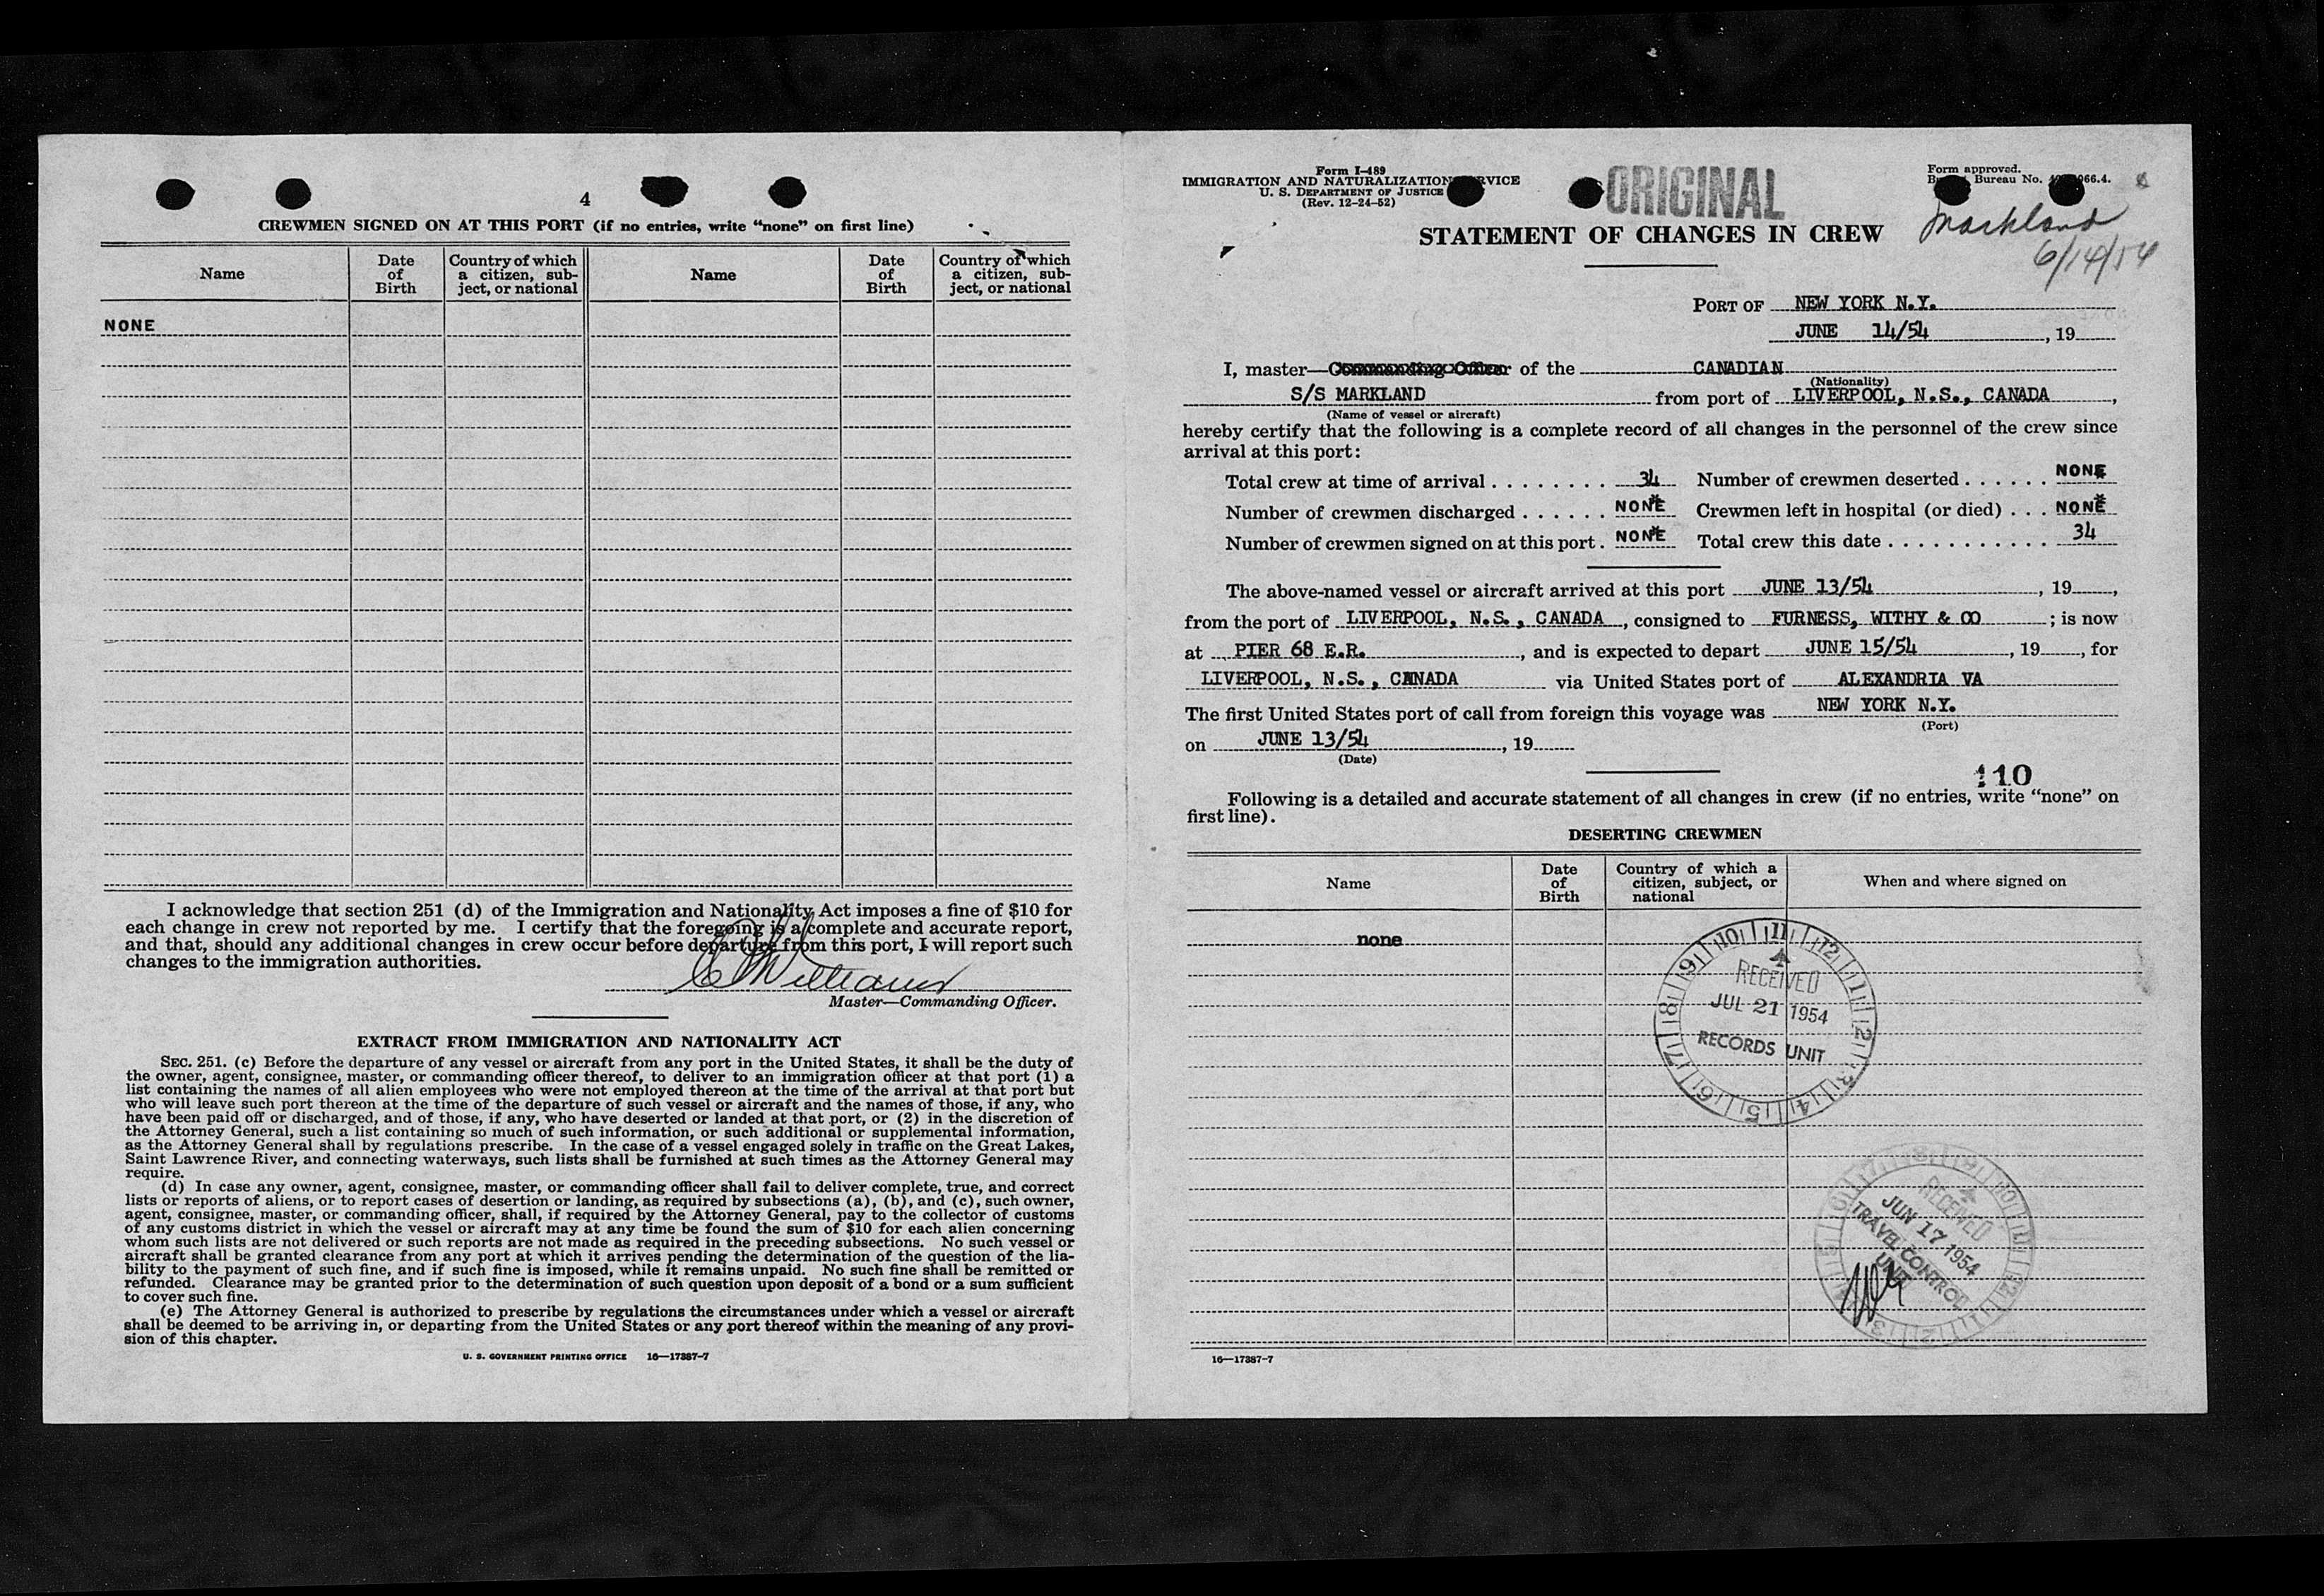 4
CREWMEN SIGNED ON AT THIS PORT (if no entries, write “none” on first line)
Name
Date of Birth
Country of which a citizen, subject, or national
Name
Date of Birth
Country of which a citizen, subject, or national
NONE
I acknowledge that section 251 (d) of the Immigration and Nationality Act imposes a fine of $10 for
each change in crew not reported by me. I certify that the foregoing is a complete and accurate report,
and that, should any additional changes in crew occur before departure from this port, I will report such
changes to the immigration authorities.
Williams
Master—Commanding Officer.
EXTRACT FROM IMMIGRATION AND NATIONALITY ACT
SEC. 251. (c) Before the departure of any vessel or aircraft from any port in the United States, it shall be the duty of
the owner, agent, consignee, master, or commanding officer thereof, to deliver to an immigration officer at that port (1) a
list containing the names of all alien employees who were not employed thereon at the time of the arrival at that port but
who will leave such port thereon at the time of the departure of such vessel or aircraft and the names of those, if any, who
have been paid off or discharged, and of those, if any, who have deserted or landed at that port, or (2) in the discretion of
the Attorney General, such a list containing so much of such information, or such additional or supplemental information,
as the Attorney General shall by regulations prescribe. In the case of a vessel engaged solely in traffic on the Great Lakes,
Saint Lawrence River, and connecting waterways, such lists shall be furnished at such times as the Attorney General may
require.
(d) In case any owner, agent, consignee, master, or commanding officer shall fail to deliver complete, true, and correct
lists or reports of aliens, or to report cases of desertion or landing, as required by subsections (a), (b), and (c), such owner,
agent, consignee, master, or commanding officer, shall, if required by the Attorney General, pay to the collector of customs
of any customs district in which the vessel or aircraft may at any time be found the sum of $10 for each alien concerning
whom such lists are not delivered or such reports are not made as required in the preceding subsections. No such vessel or
aircraft shall be granted clearance from any port at which it arrives pending the determination of the question of the lia-
bility to the payment of such fine, and if such fine is imposed, while it remains unpaid. No such fine shall be remitted or
refunded. Clearance may be granted prior to the determination of such question upon deposit of a bond or a sum sufficient
to cover such fine.
(e) The Attorney General is authorized to prescribe by regulations the circumstances under which a vessel or aircraft
shall be deemed to be arriving in, or departing from the United States or any port thereof within the meaning of any provi-
sion of this chapter.
U. S. GOVERNMENT PRINTING OFFICE 16—17387-7
Form I-489
IMMIGRATION AND NATURALIZATION
U. S. DEPARTMENT OF JUSTICE
(Rev. 12-24-52)
ORIGINAL
Form approved.
Bureau No. 066.4.
Markland
6/14/54
STATEMENT OF CHANGES IN CREW
PORT OF NEW YORK N.Y.
JUNE 14/54, 19
I, master—Commanding Officer of the CANADIAN
(Nationality)
S/S MARKLAND from port of LIVERPOOL, N.S., CANADA,
(Name of vessel or aircraft)
hereby certify that the following is a complete record of all changes in the personnel of the crew since
arrival at this port:
Total crew at time of arrival . . . . . . . . 34 Number of crewmen deserted . . . . . . NONE
Number of crewmen discharged . . . . . . NONE Crewmen left in hospital (or died) . . . NONE
Number of crewmen signed on at this port . NONE Total crew this date . . . . . . . . . . . 34
The above-named vessel or aircraft arrived at this port JUNE 13/54, 19,
from the port of LIVERPOOL, N.S., CANADA, consigned to FURNESS, WITHY & CO; is now
at PIER 68 E.R., and is expected to depart JUNE 15/54, 19, for
LIVERPOOL, N.S., CANADA via United States port of ALEXANDRIA VA
The first United States port of call from foreign this voyage was NEW YORK N.Y.
(Port)
on JUNE 13/54, 19
(Date)
110
Following is a detailed and accurate statement of all changes in crew (if no entries, write “none” on
first line).
DESERTING CREWMEN
Name
Date of Birth
Country of which a citizen, subject, or national
When and where signed on
none
RECEIVED
JUL 21 1954
RECORDS UNIT
RECEIVED
JUN 17 1954
TRAVEL CONTROL
UNIT
16—17387-7